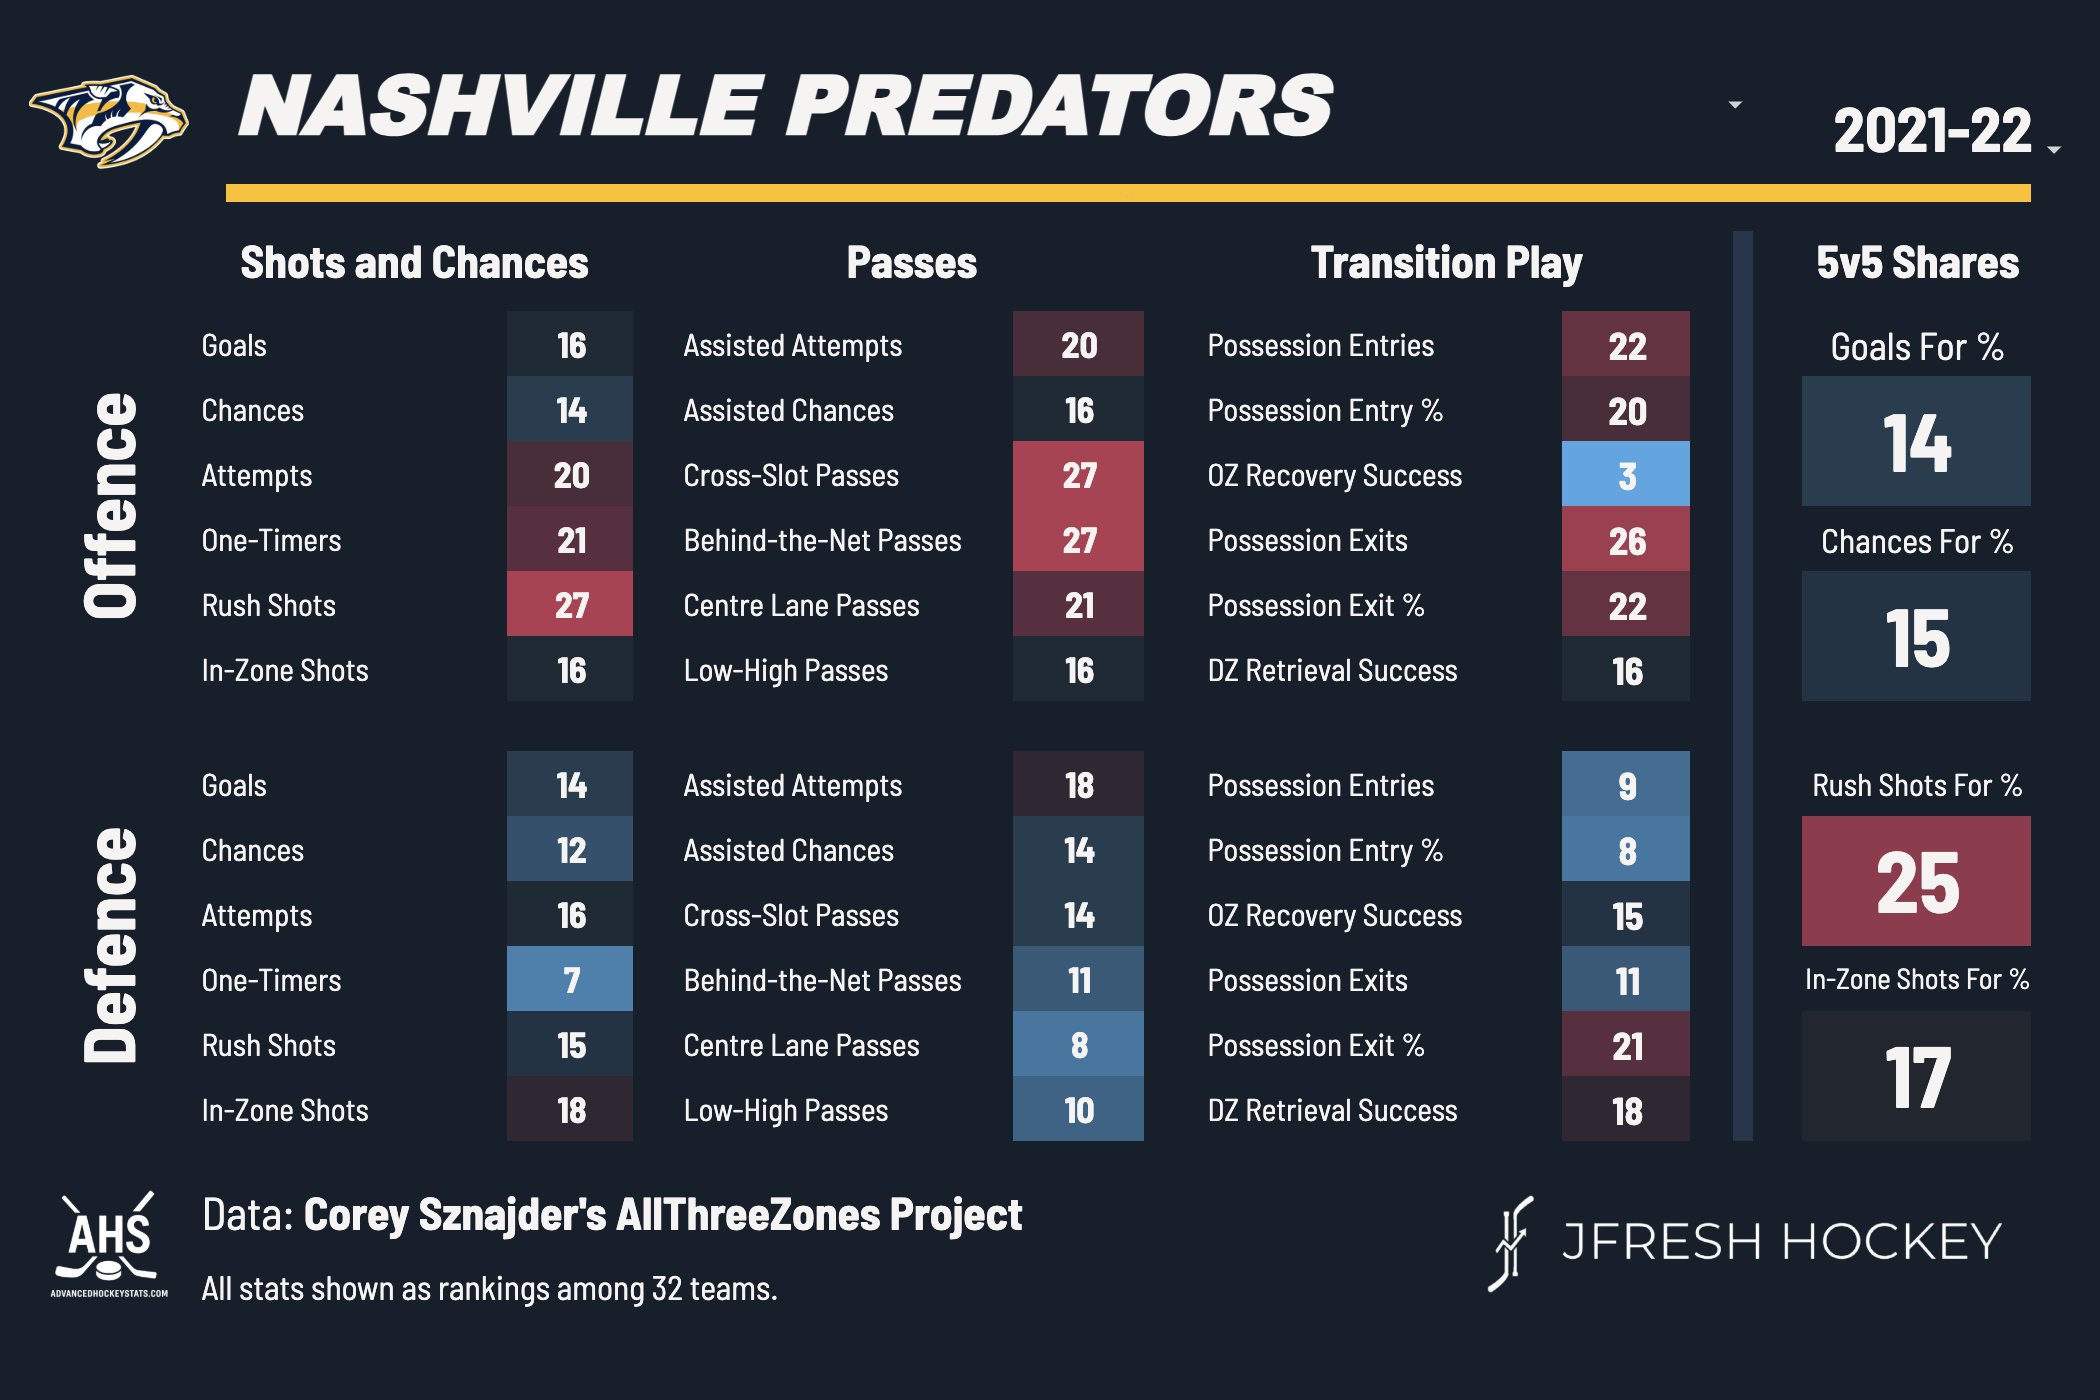 NASHVILLE PREDATORS
2021-22
Shots and Chances
Passes
Transition Play
5v5 Shares
Offence
Goals 16
Chances 14
Attempts 20
One-Timers 21
Rush Shots 27
In-Zone Shots 16
Assisted Attempts 20
Assisted Chances 16
Cross-Slot Passes 27
Behind-the-Net Passes 27
Centre Lane Passes 21
Low-High Passes 16
Possession Entries 22
Possession Entry % 20
OZ Recovery Success 3
Possession Exits 26
Possession Exit % 22
DZ Retrieval Success 16
Goals For %
14
Chances For %
15
Defence
Goals 14
Chances 12
Attempts 16
One-Timers 7
Rush Shots 15
In-Zone Shots 18
Assisted Attempts 18
Assisted Chances 14
Cross-Slot Passes 14
Behind-the-Net Passes 11
Centre Lane Passes 8
Low-High Passes 10
Possession Entries 9
Possession Entry % 8
OZ Recovery Success 15
Possession Exits 11
Possession Exit % 21
DZ Retrieval Success 18
Rush Shots For %
25
In-Zone Shots For %
17
AHS
ADVANCEDHOCKEYSTATS.COM
Data: Corey Sznajder's AllThreeZones Project
All stats shown as rankings among 32 teams.
JFRESH HOCKEY